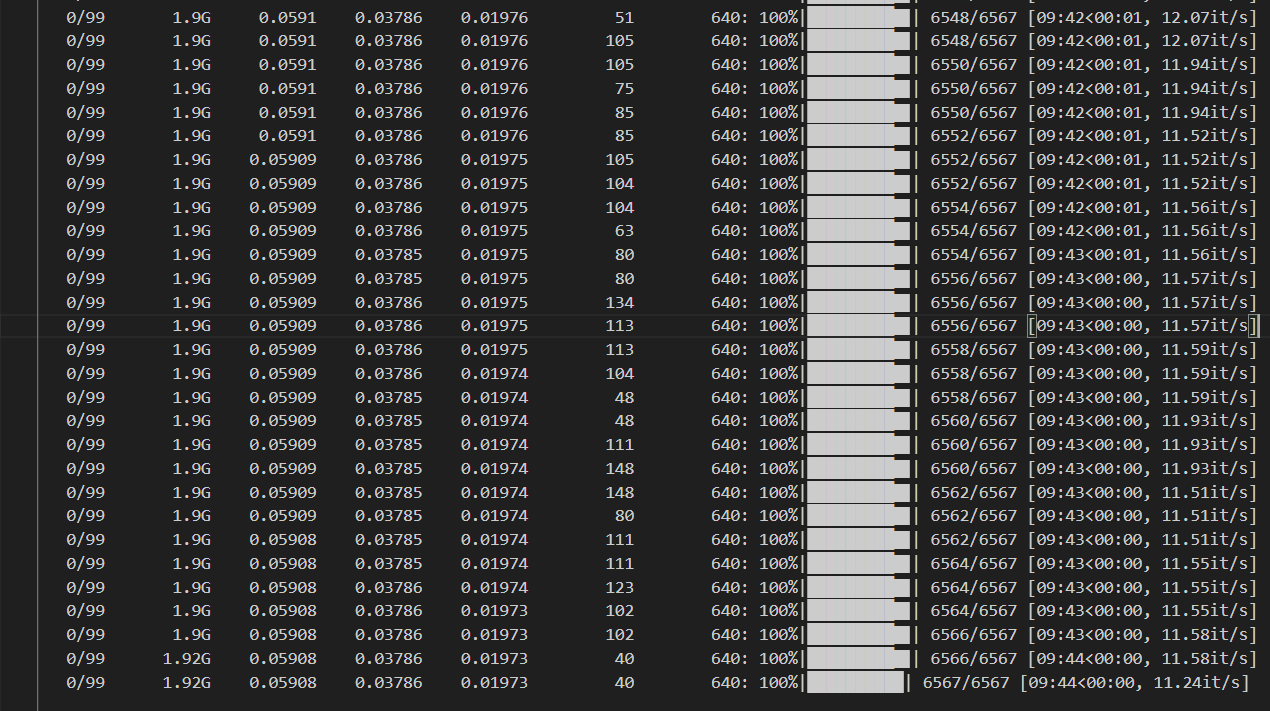 0/99 1.9G 0.0591 0.03786 0.01976 51 640: 100%|██████████| 6548/6567 [09:42<00:01, 12.07it/s]
0/99 1.9G 0.0591 0.03786 0.01976 105 640: 100%|██████████| 6548/6567 [09:42<00:01, 12.07it/s]
0/99 1.9G 0.0591 0.03786 0.01976 105 640: 100%|██████████| 6550/6567 [09:42<00:01, 11.94it/s]
0/99 1.9G 0.0591 0.03786 0.01976 75 640: 100%|██████████| 6550/6567 [09:42<00:01, 11.94it/s]
0/99 1.9G 0.0591 0.03786 0.01976 85 640: 100%|██████████| 6550/6567 [09:42<00:01, 11.94it/s]
0/99 1.9G 0.0591 0.03786 0.01976 85 640: 100%|██████████| 6552/6567 [09:42<00:01, 11.52it/s]
0/99 1.9G 0.05909 0.03786 0.01975 105 640: 100%|██████████| 6552/6567 [09:42<00:01, 11.52it/s]
0/99 1.9G 0.05909 0.03786 0.01975 104 640: 100%|██████████| 6552/6567 [09:42<00:01, 11.52it/s]
0/99 1.9G 0.05909 0.03786 0.01975 104 640: 100%|██████████| 6554/6567 [09:42<00:01, 11.56it/s]
0/99 1.9G 0.05909 0.03786 0.01975 63 640: 100%|██████████| 6554/6567 [09:42<00:01, 11.56it/s]
0/99 1.9G 0.05909 0.03785 0.01975 80 640: 100%|██████████| 6554/6567 [09:43<00:01, 11.56it/s]
0/99 1.9G 0.05909 0.03785 0.01975 80 640: 100%|██████████| 6556/6567 [09:43<00:00, 11.57it/s]
0/99 1.9G 0.05909 0.03786 0.01975 134 640: 100%|██████████| 6556/6567 [09:43<00:00, 11.57it/s]
0/99 1.9G 0.05909 0.03786 0.01975 113 640: 100%|██████████| 6556/6567 [09:43<00:00, 11.57it/s]
0/99 1.9G 0.05909 0.03786 0.01975 113 640: 100%|██████████| 6558/6567 [09:43<00:00, 11.59it/s]
0/99 1.9G 0.05909 0.03786 0.01974 104 640: 100%|██████████| 6558/6567 [09:43<00:00, 11.59it/s]
0/99 1.9G 0.05909 0.03785 0.01974 48 640: 100%|██████████| 6558/6567 [09:43<00:00, 11.59it/s]
0/99 1.9G 0.05909 0.03785 0.01974 48 640: 100%|██████████| 6560/6567 [09:43<00:00, 11.93it/s]
0/99 1.9G 0.05909 0.03785 0.01974 111 640: 100%|██████████| 6560/6567 [09:43<00:00, 11.93it/s]
0/99 1.9G 0.05909 0.03785 0.01974 148 640: 100%|██████████| 6560/6567 [09:43<00:00, 11.93it/s]
0/99 1.9G 0.05909 0.03785 0.01974 148 640: 100%|██████████| 6562/6567 [09:43<00:00, 11.51it/s]
0/99 1.9G 0.05909 0.03785 0.01974 80 640: 100%|██████████| 6562/6567 [09:43<00:00, 11.51it/s]
0/99 1.9G 0.05908 0.03785 0.01974 111 640: 100%|██████████| 6562/6567 [09:43<00:00, 11.51it/s]
0/99 1.9G 0.05908 0.03785 0.01974 111 640: 100%|██████████| 6564/6567 [09:43<00:00, 11.55it/s]
0/99 1.9G 0.05908 0.03785 0.01974 123 640: 100%|██████████| 6564/6567 [09:43<00:00, 11.55it/s]
0/99 1.9G 0.05908 0.03786 0.01973 102 640: 100%|██████████| 6564/6567 [09:43<00:00, 11.55it/s]
0/99 1.9G 0.05908 0.03786 0.01973 102 640: 100%|██████████| 6566/6567 [09:43<00:00, 11.58it/s]
0/99 1.92G 0.05908 0.03786 0.01973 40 640: 100%|██████████| 6566/6567 [09:44<00:00, 11.58it/s]
0/99 1.92G 0.05908 0.03786 0.01973 40 640: 100%|██████████| 6567/6567 [09:44<00:00, 11.24it/s]